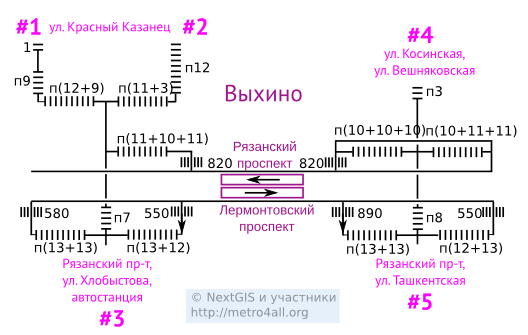 #1 ул. Красный Казанец #2
1
п9
п(12+9)
п(11+3)
п12
#4
ул. Косинская,
ул. Вешняковская
п3
Выхино
п(11+10+11)
п(10+10+10)
п(10+11+11)
Рязанский
проспект
820
820
Лермонтовский
проспект
580
п7
550
890
п8
550
п(13+13)
п(13+12)
п(13+13)
п(12+13)
Рязанский пр-т,
ул. Хлобыстова,
автостанция
#3
Рязанский пр-т,
ул. Ташкентская
#5
© NextGIS и участники
http://metro4all.org